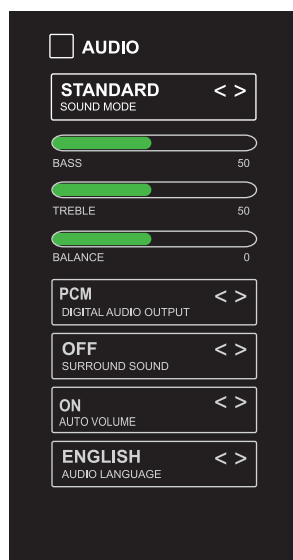 AUDIO
STANDARD < >
SOUND MODE
BASS 50
TREBLE 50
BALANCE 0
PCM < >
DIGITAL AUDIO OUTPUT
OFF < >
SURROUND SOUND
ON < >
AUTO VOLUME
ENGLISH < >
AUDIO LANGUAGE